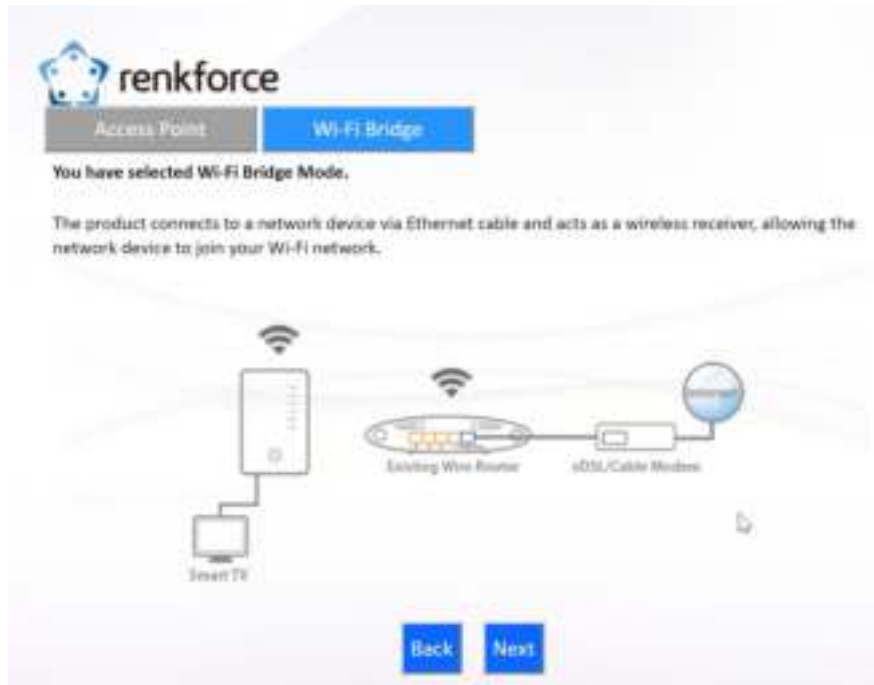 renkforce
Access Point
Wi-Fi Bridge
You have selected Wi-Fi Bridge Mode.
The product connects to a network device via Ethernet cable and acts as a wireless receiver, allowing the
network device to join your Wi-Fi network.
Existing Wire Router
xDSL/Cable Modem
Smart TV
Back
Next